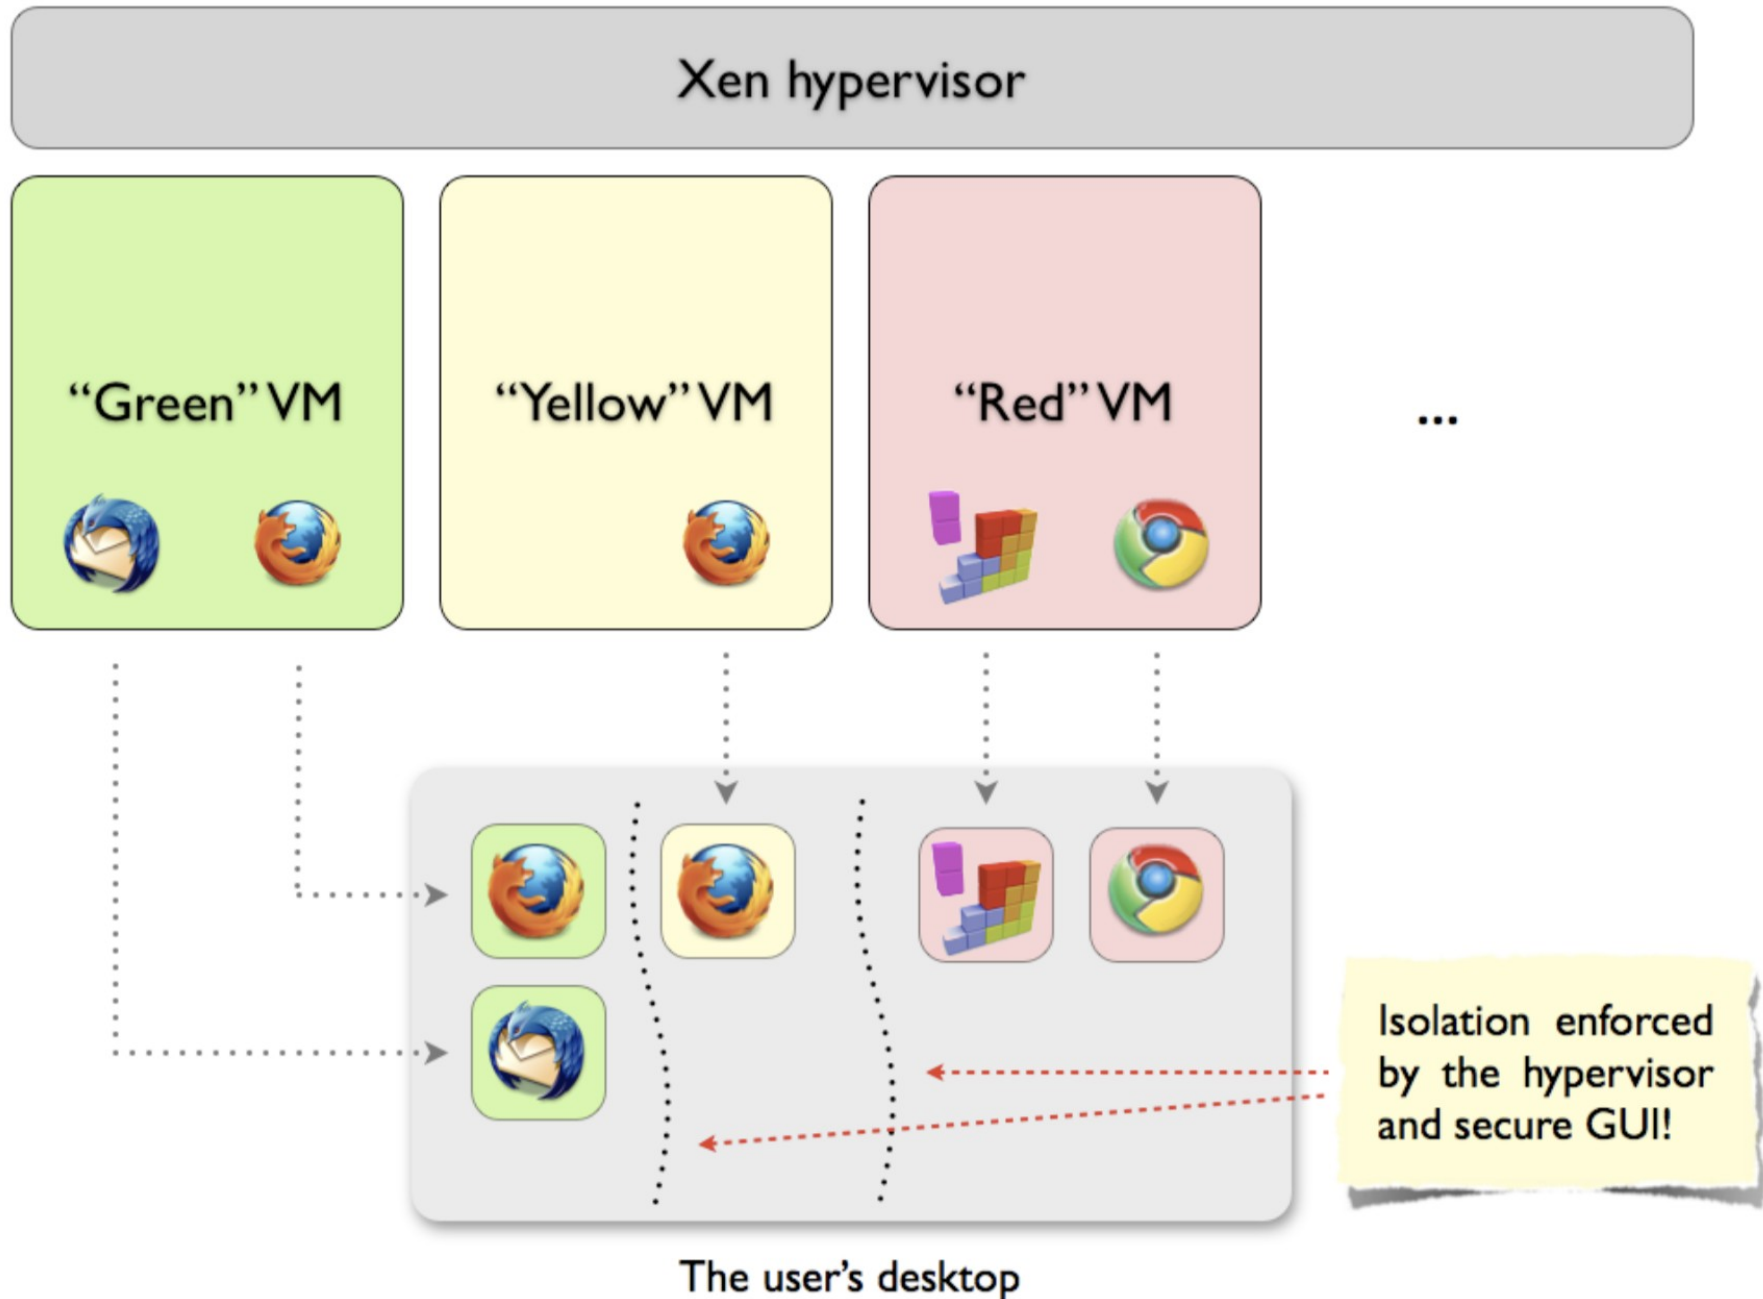 Xen hypervisor
“Green” VM
“Yellow” VM
“Red” VM
...
Isolation enforced
by the hypervisor
and secure GUI!
The user’s desktop